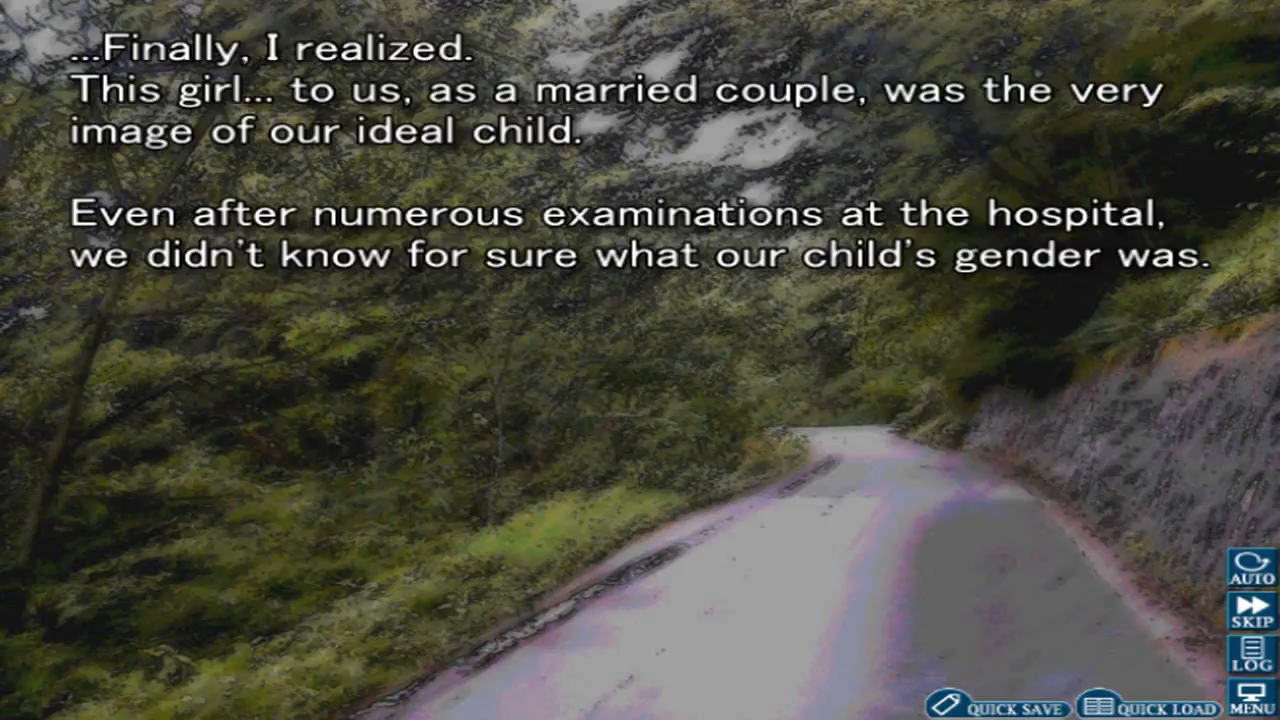 ...Finally, I realized.
This girl... to us, as a married couple, was the very
image of our ideal child.
Even after numerous examinations at the hospital,
we didn't know for sure what our child's gender was.
AUTO
SKIP
LOG
MENU
QUICK SAVE
QUICK LOAD